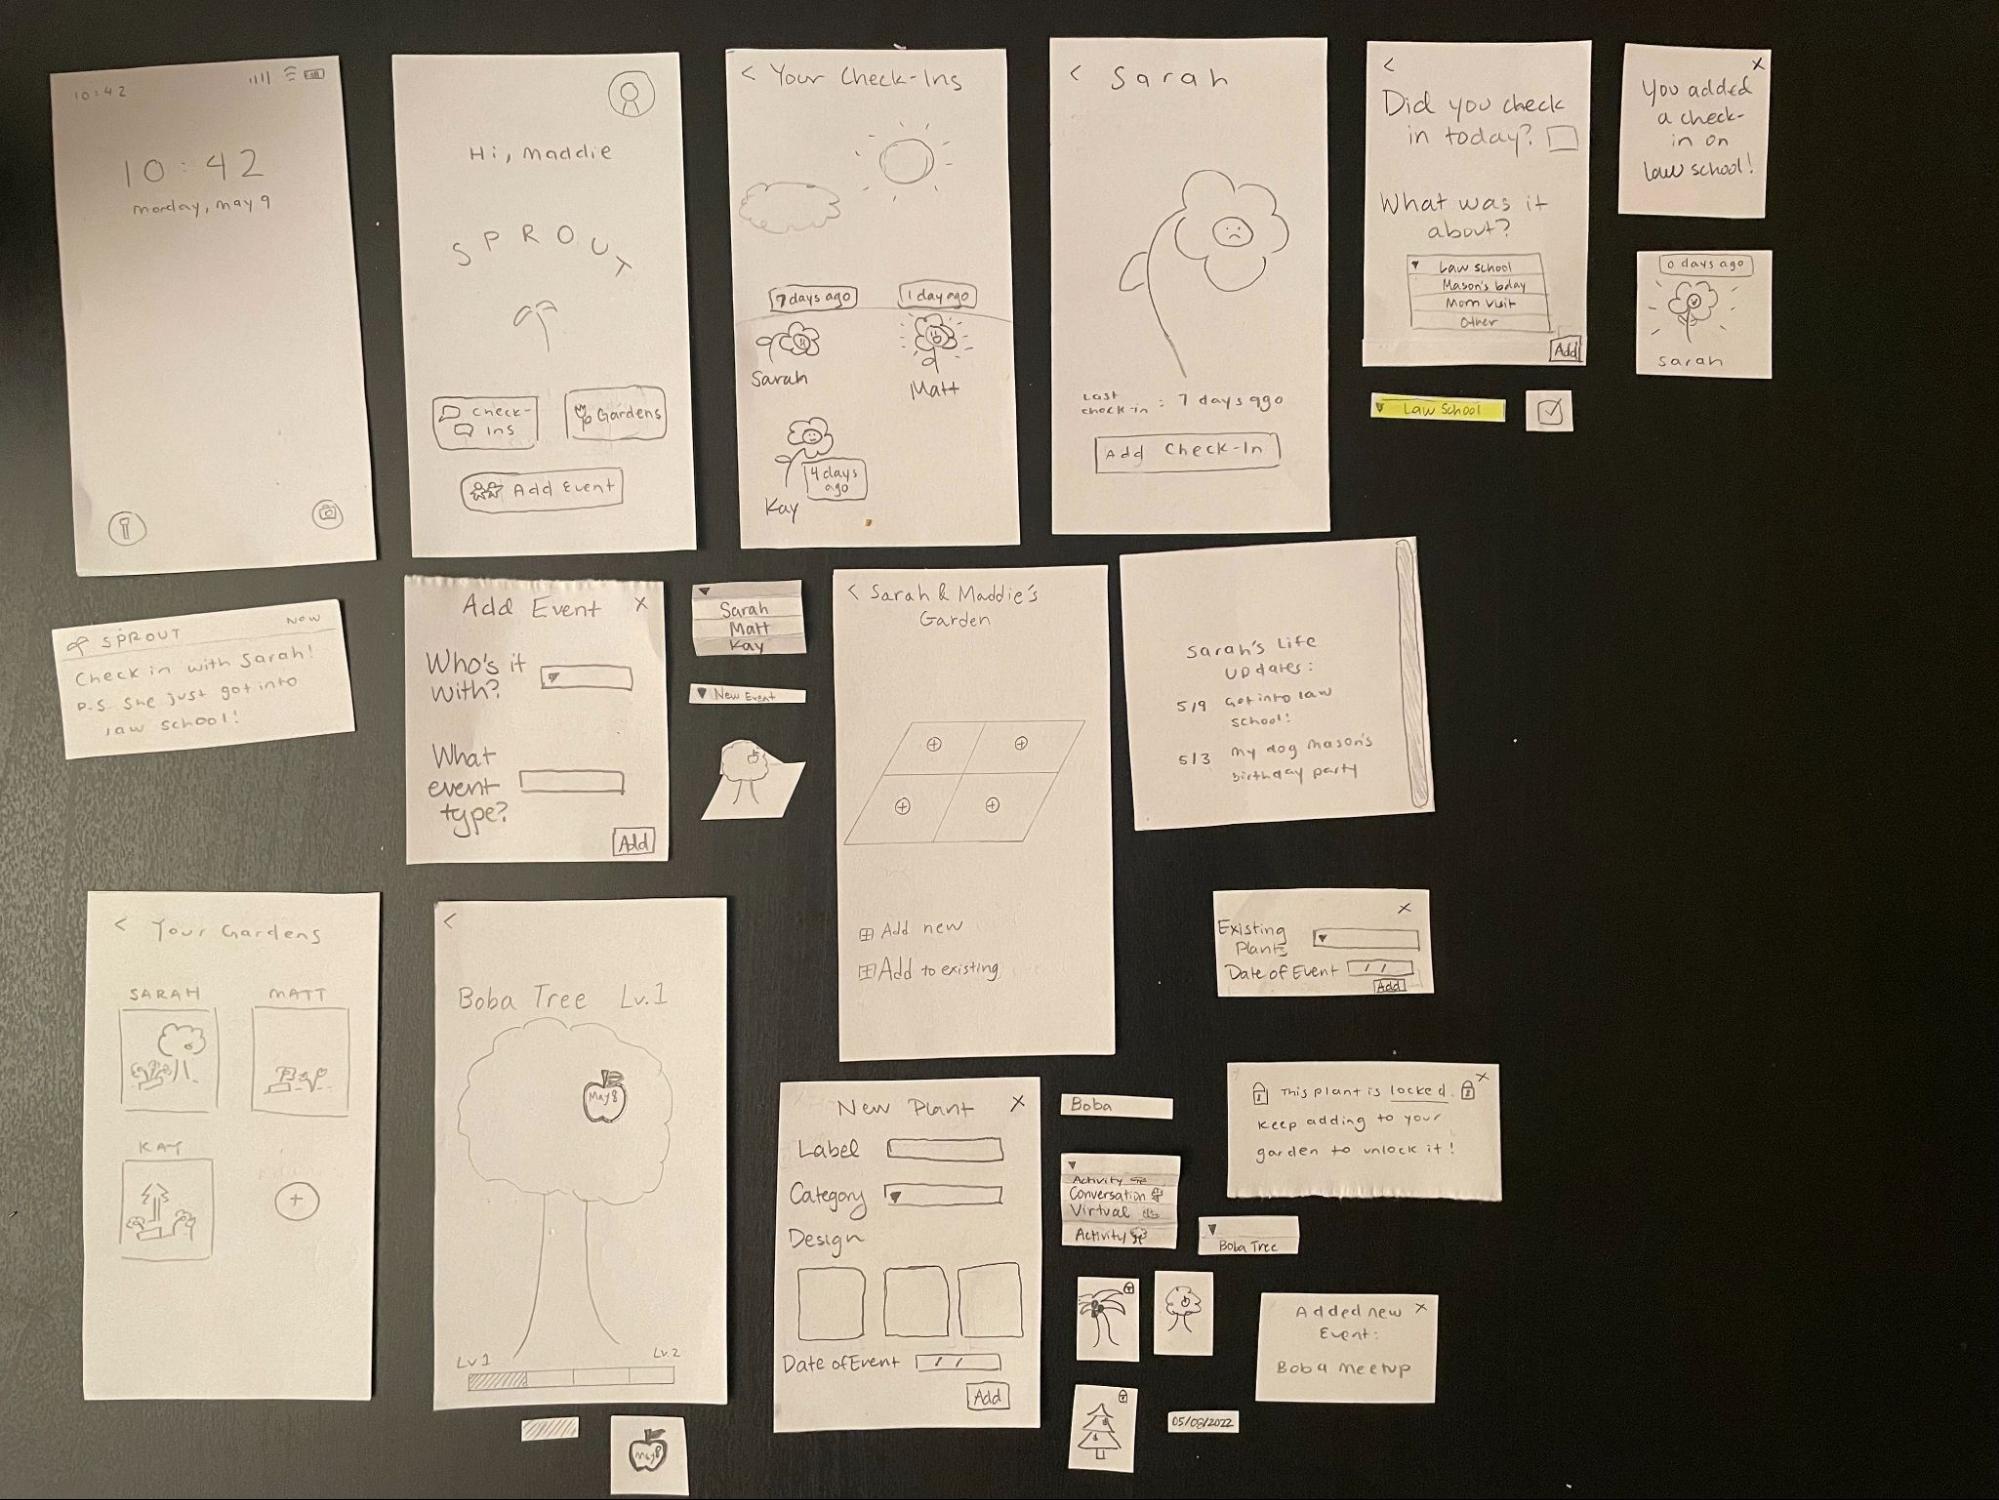 10:42
10:42
monday, may 9
Hi, Maddie
SPROUT
Check-
Ins
Gardens
Add Event
< Your Check-Ins
7 days ago
1 day ago
Sarah
Matt
4 days
ago
Kay
< Sarah
Last
check-in : 7 days ago
Add Check-In
<
Did you check
in today?
What was it
about?
Law school
Mason's bday
Mom visit
Other
Add
Law School
X
You added
a check-
in on
law school!
0 days ago
Sarah
SPROUT
NOW
Check in with Sarah!
P.S. She just got into
law school!
Add Event X
Who's it
with?
What
event
type?
Add
Sarah
Matt
Kay
New Event
< Sarah & Maddie's
Garden
Add new
Add to existing
Sarah's Life
Updates:
5/9 Got into law
school!
5/3 my dog mason's
birthday party
X
Existing
Plants
Date of Event / /
Add
< Your Gardens
SARAH
MATT
KAY
+
<
Boba Tree Lv.1
May 8
Lv.1
Lv.2
May 8
New Plant X
Label
Category
Design
Date of Event / /
Add
Boba
Activity
Conversation
Virtual
Activity
Boba Tree
X
This plant is locked.
Keep adding to your
garden to unlock it!
Added new X
Event:
Boba Meetup
05/08/2022